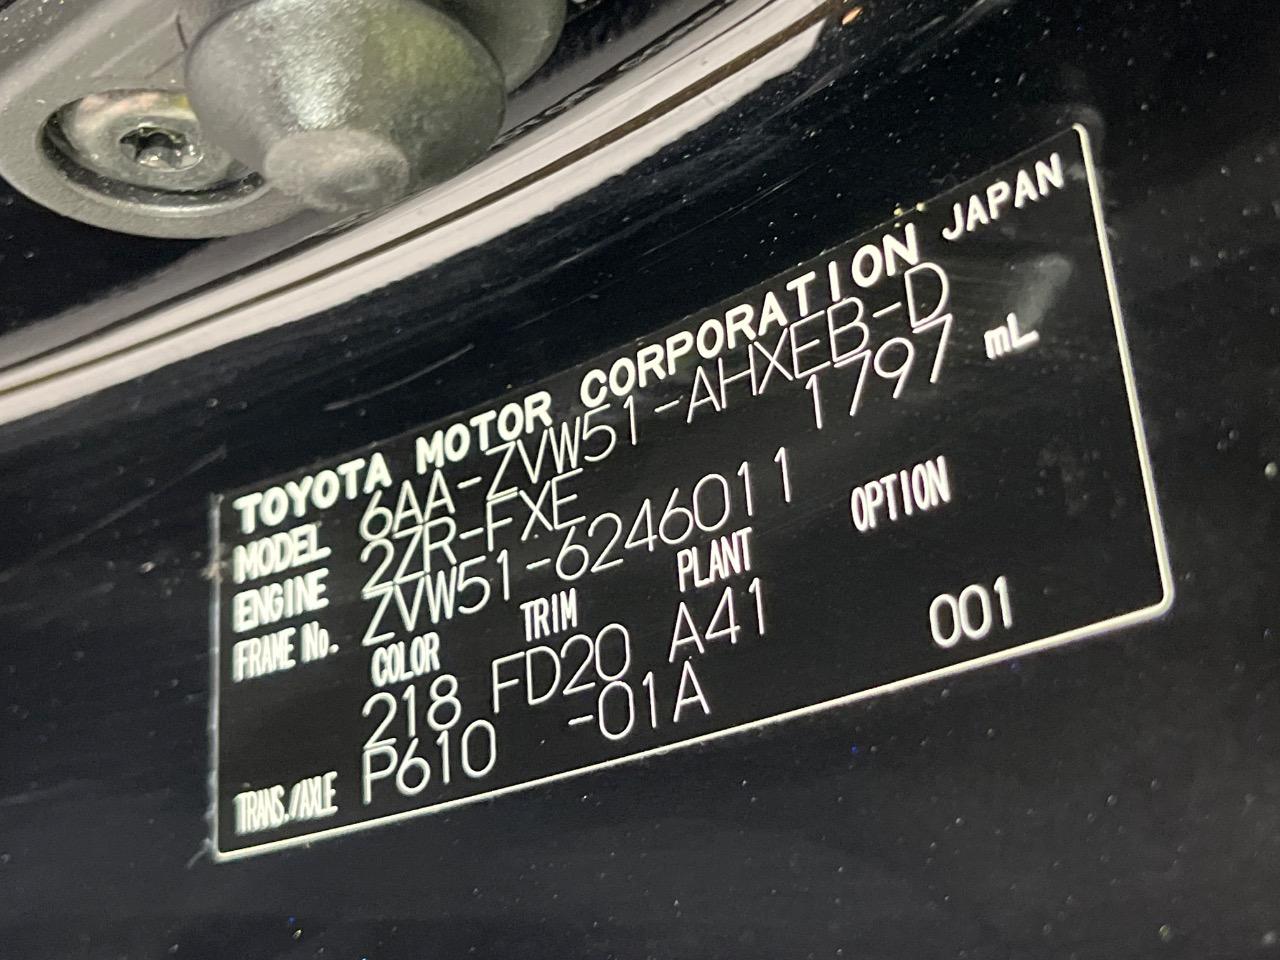 TOYOTA MOTOR CORPORATION JAPAN
MODEL 6AA-ZVW51-AHXEB-D
ENGINE 2ZR-FXE 1797 mL
FRAME No. ZVW51-6246011
COLOR TRIM PLANT OPTION
218 FD20 A41 001
TRANS./AXLE P610 -01A